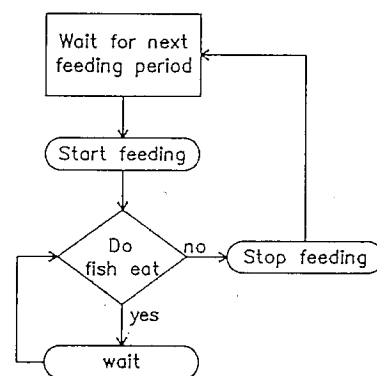 Wait for next
feeding period
Start feeding
Do
fish eat
no
Stop feeding
yes
wait